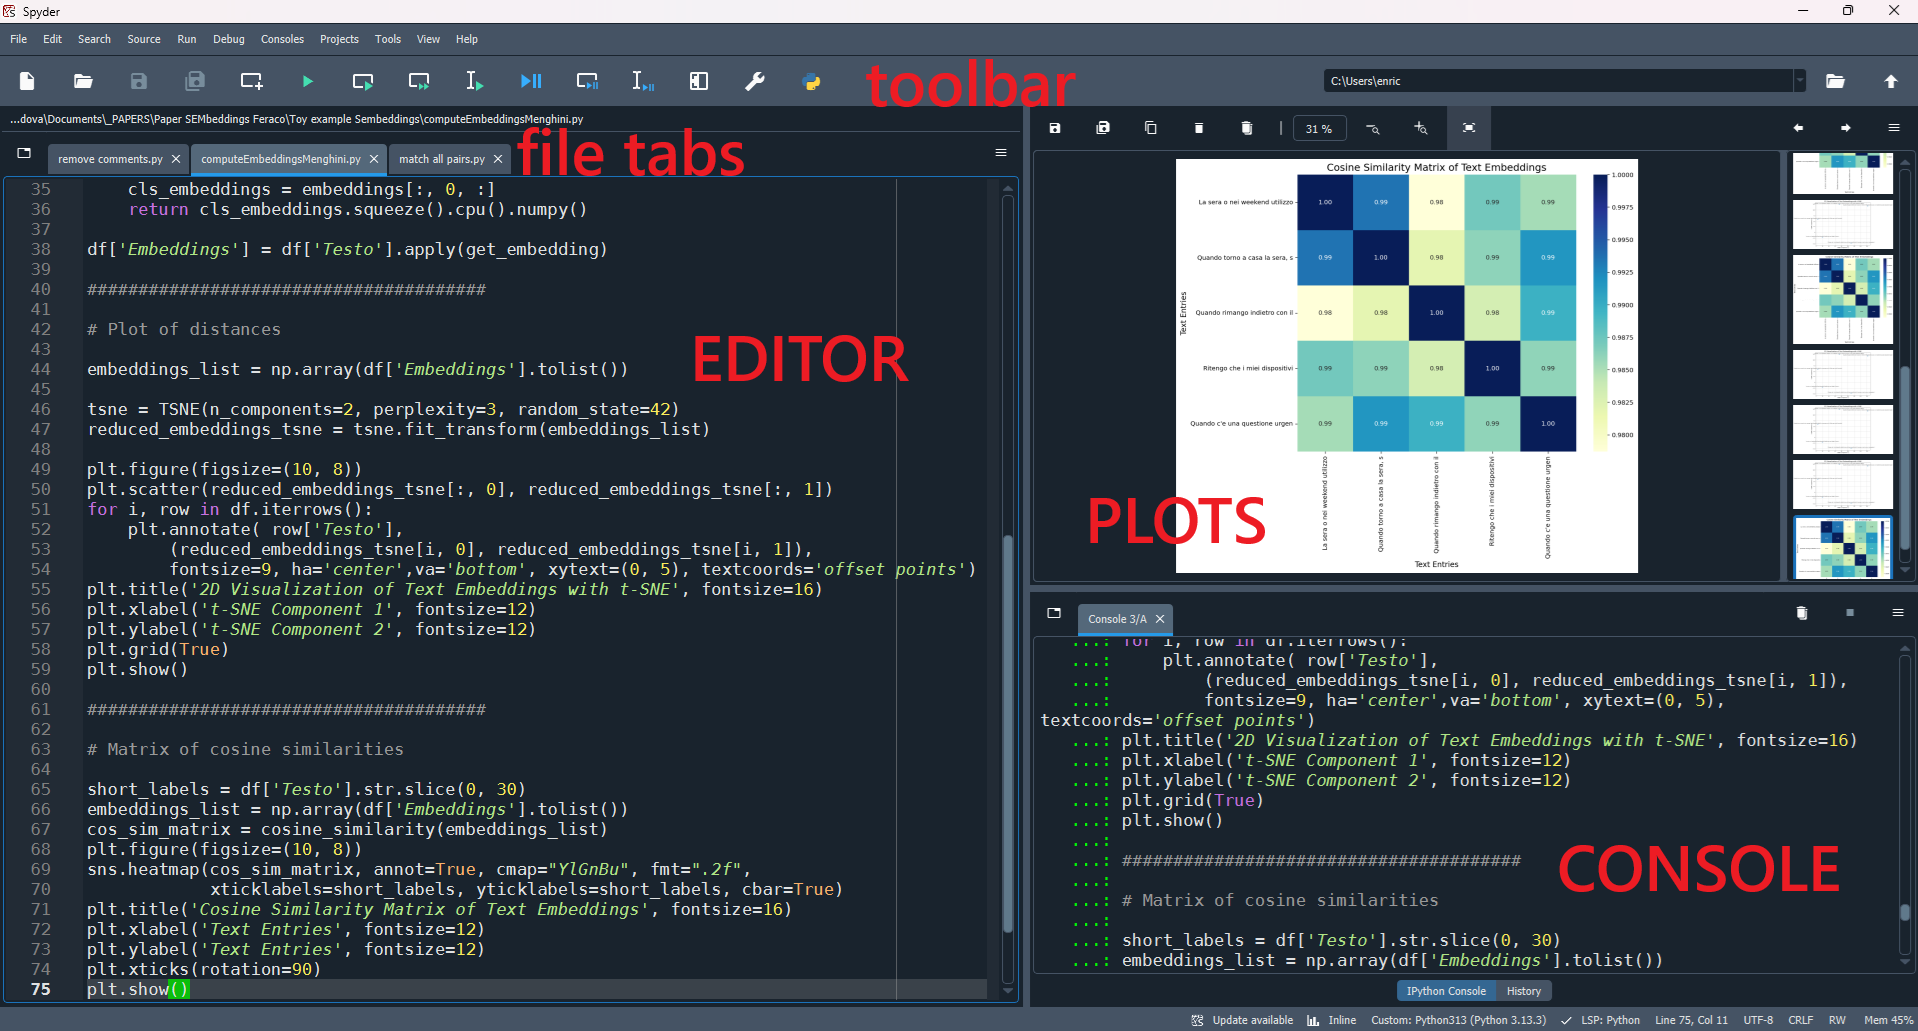 Spyder
File Edit Search Source Run Debug Consoles Projects Tools View Help
toolbar
C:\Users\enric
...dova\Documents\_PAPERS\Paper SEMbeddings Feraco\Toy example Sembeddings\computeEmbeddingsMenghini.py
remove comments.py computeEmbeddingsMenghini.py match all pairs.py
file tabs
35 cls_embeddings = embeddings[:, 0, :]
36 return cls_embeddings.squeeze().cpu().numpy()
37
38 df['Embeddings'] = df['Testo'].apply(get_embedding)
39
40 #######################################
41
42 # Plot of distances
43
44 embeddings_list = np.array(df['Embeddings'].tolist())
45
46 tsne = TSNE(n_components=2, perplexity=3, random_state=42)
47 reduced_embeddings_tsne = tsne.fit_transform(embeddings_list)
48
49 plt.figure(figsize=(10, 8))
50 plt.scatter(reduced_embeddings_tsne[:, 0], reduced_embeddings_tsne[:, 1])
51 for i, row in df.iterrows():
52 plt.annotate( row['Testo'],
53 (reduced_embeddings_tsne[i, 0], reduced_embeddings_tsne[i, 1]),
54 fontsize=9, ha='center',va='bottom', xytext=(0, 5), textcoords='offset points')
55 plt.title('2D Visualization of Text Embeddings with t-SNE', fontsize=16)
56 plt.xlabel('t-SNE Component 1', fontsize=12)
57 plt.ylabel('t-SNE Component 2', fontsize=12)
58 plt.grid(True)
59 plt.show()
60
61 #######################################
62
63 # Matrix of cosine similarities
64
65 short_labels = df['Testo'].str.slice(0, 30)
66 embeddings_list = np.array(df['Embeddings'].tolist())
67 cos_sim_matrix = cosine_similarity(embeddings_list)
68 plt.figure(figsize=(10, 8))
69 sns.heatmap(cos_sim_matrix, annot=True, cmap="YlGnBu", fmt=".2f",
70 xticklabels=short_labels, yticklabels=short_labels, cbar=True)
71 plt.title('Cosine Similarity Matrix of Text Embeddings', fontsize=16)
72 plt.xlabel('Text Entries', fontsize=12)
73 plt.ylabel('Text Entries', fontsize=12)
74 plt.xticks(rotation=90)
75 plt.show()
EDITOR
31 %
Cosine Similarity Matrix of Text Embeddings
Text Entries
La sera o nei weekend utilizzo 1.00 0.99 0.98 0.99 0.99
Quando torno a casa la sera, s 0.99 1.00 0.98 0.99 0.99
Quando rimango indietro con il 0.98 0.98 1.00 0.98 0.99
Ritengo che i miei dispositivi 0.99 0.99 0.98 1.00 0.99
Quando c'e una questione urgen 0.99 0.99 0.99 0.99 1.00
La sera o nei weekend utilizzo
Quando torno a casa la sera, s
Quando rimango indietro con il
Ritengo che i miei dispositivi
Quando c'e una questione urgen
Text Entries
1.0000
0.9975
0.9950
0.9925
0.9900
0.9875
0.9850
0.9825
0.9800
PLOTS
Console 3/A
...: for i, row in df.iterrows():
...: plt.annotate( row['Testo'],
...: (reduced_embeddings_tsne[i, 0], reduced_embeddings_tsne[i, 1]),
...: fontsize=9, ha='center',va='bottom', xytext=(0, 5),
textcoords='offset points')
...: plt.title('2D Visualization of Text Embeddings with t-SNE', fontsize=16)
...: plt.xlabel('t-SNE Component 1', fontsize=12)
...: plt.ylabel('t-SNE Component 2', fontsize=12)
...: plt.grid(True)
...: plt.show()
...:
...: #######################################
...:
...: # Matrix of cosine similarities
...:
...: short_labels = df['Testo'].str.slice(0, 30)
...: embeddings_list = np.array(df['Embeddings'].tolist())
CONSOLE
IPython Console History
Update available Inline Custom: Python313 (Python 3.13.3) LSP: Python Line 75, Col 11 UTF-8 CRLF RW Mem 45%